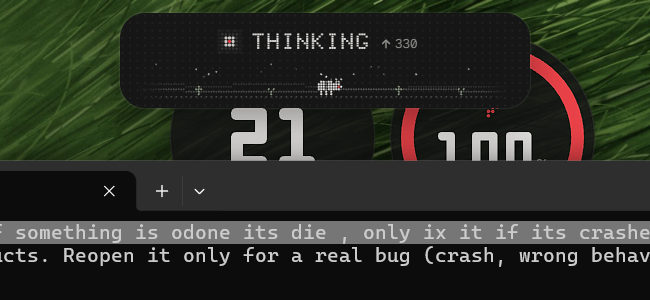 THINKING ↑ 330
21
100
%
something is odone its die , only ix it if its crashe
ucts. Reopen it only for a real bug (crash, wrong behav